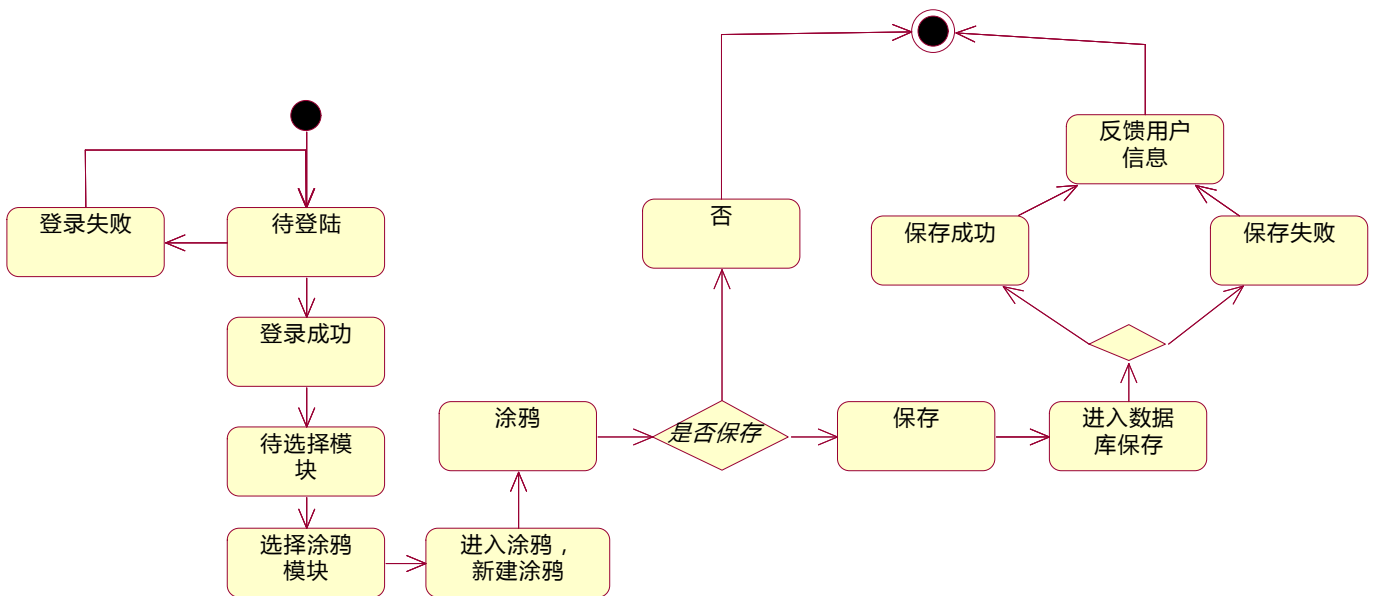 登录失败
待登陆
登录成功
待选择模
块
选择涂鸦
模块
进入涂鸦，
新建涂鸦
涂鸦
是否保存
否
保存
进入数据
库保存
保存成功
保存失败
反馈用户
信息